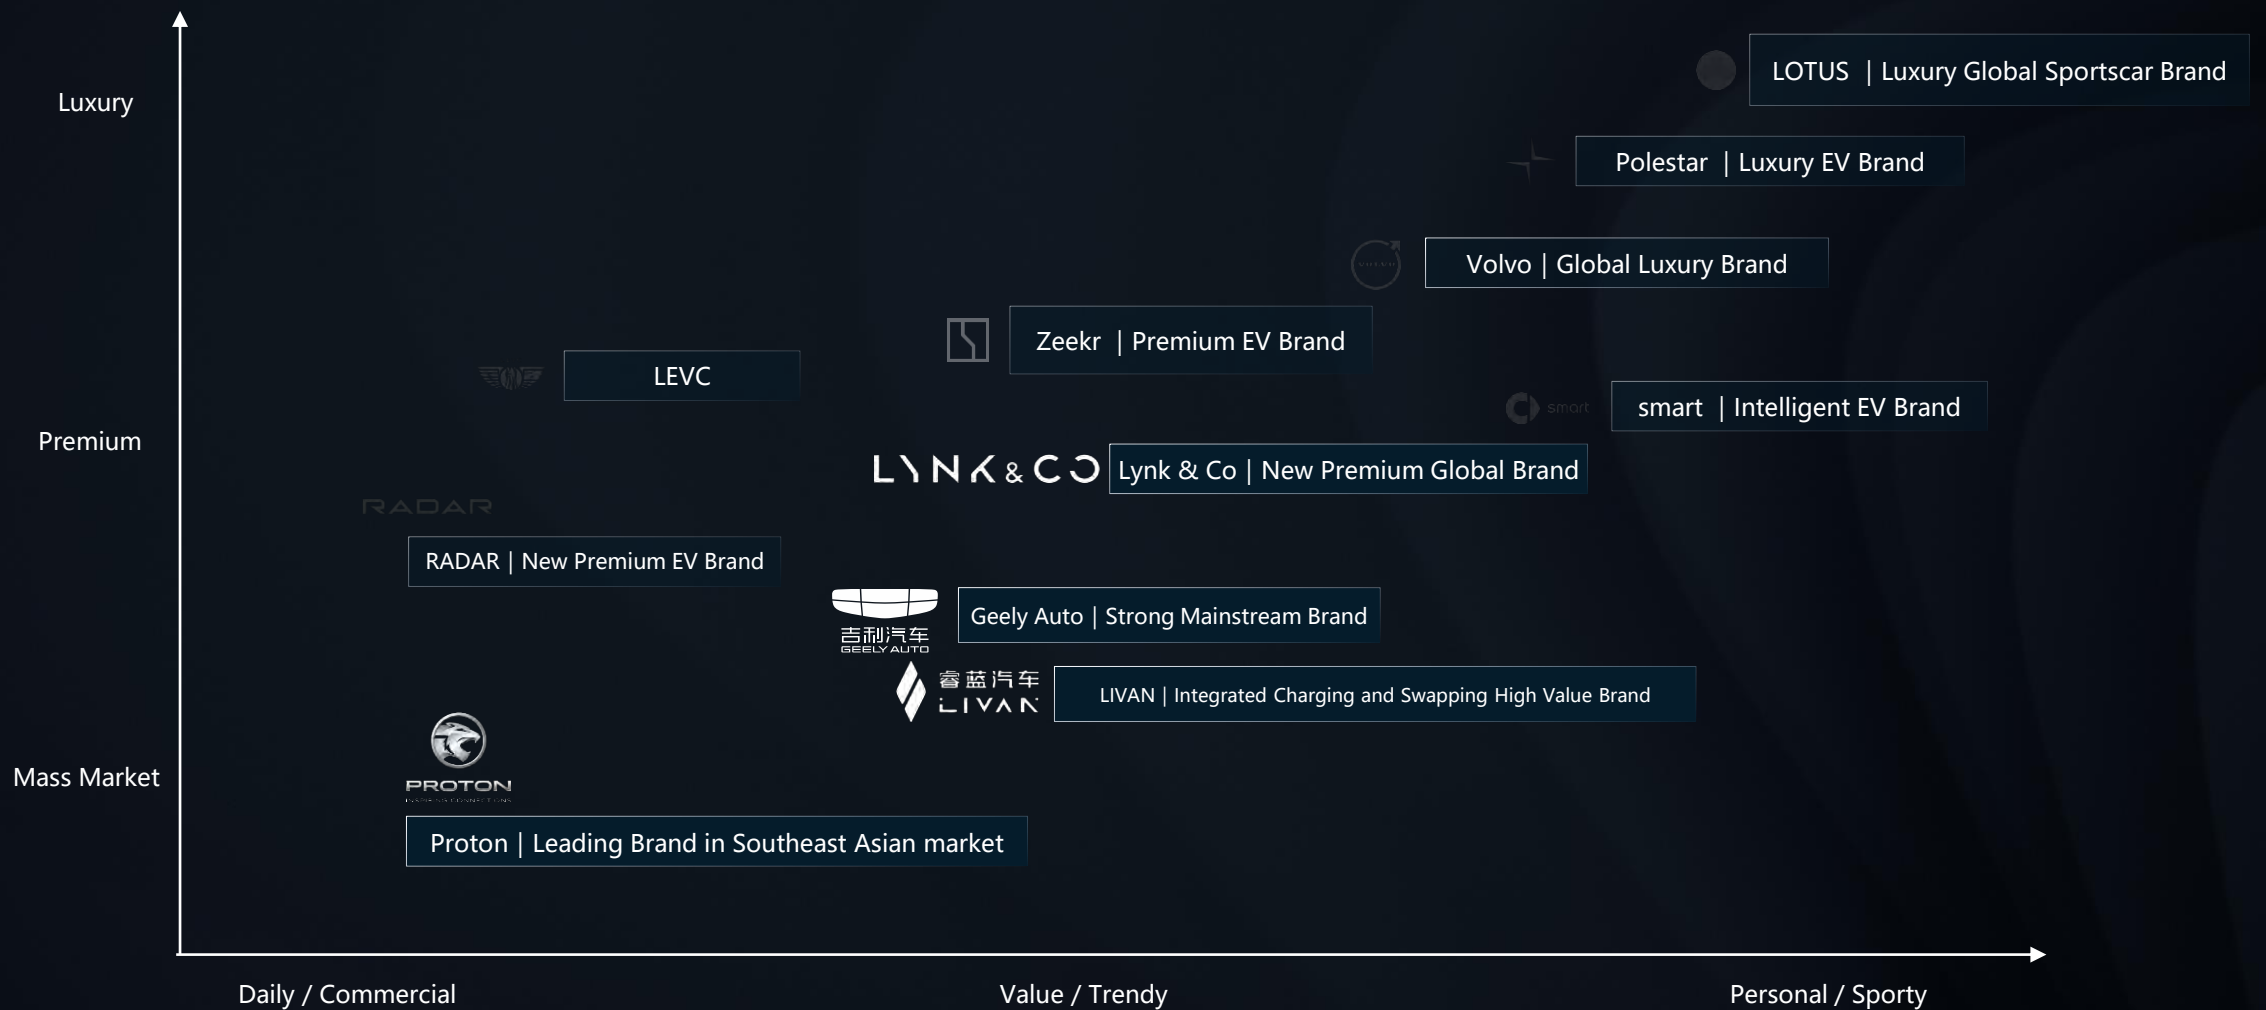 Luxury
LOTUS | Luxury Global Sportscar Brand
Polestar | Luxury EV Brand
VOLVO
Volvo | Global Luxury Brand
Zeekr | Premium EV Brand
LEVC
smart
smart | Intelligent EV Brand
Premium
LYNK & CO
Lynk & Co | New Premium Global Brand
RADAR
RADAR | New Premium EV Brand
吉利汽车
GEELY AUTO
Geely Auto | Strong Mainstream Brand
睿蓝汽车
LIVAN
LIVAN | Integrated Charging and Swapping High Value Brand
Mass Market
PROTON
Proton | Leading Brand in Southeast Asian market
Daily / Commercial
Value / Trendy
Personal / Sporty